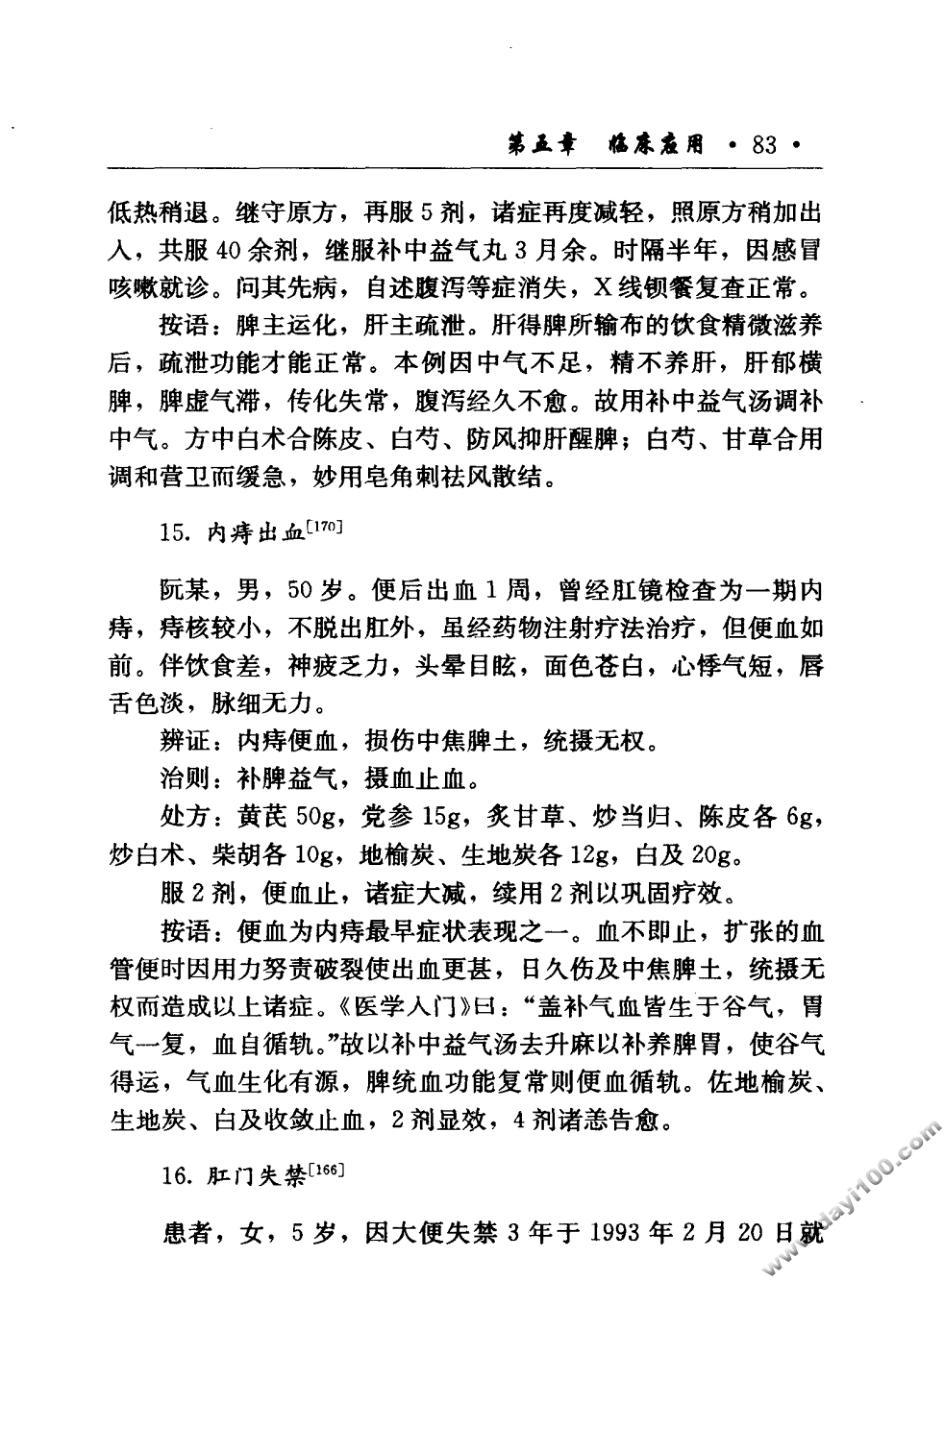 第五章 临床应用 · 83 ·
低热稍退。继守原方，再服 5 剂，诸症再度减轻，照原方稍加出
入，共服 40 余剂，继服补中益气丸 3 月余。时隔半年，因感冒
咳嗽就诊。问其先病，自述腹泻等症消失，X 线钡餐复查正常。
按语：脾主运化，肝主疏泄。肝得脾所输布的饮食精微滋养
后，疏泄功能才能正常。本例因中气不足，精不养肝，肝郁横
脾，脾虚气滞，传化失常，腹泻经久不愈。故用补中益气汤调补
中气。方中白术合陈皮、白芍、防风抑肝醒脾；白芍、甘草合用
调和营卫而缓急，妙用皂角刺祛风散结。
15. 内痔出血[170]
阮某，男，50 岁。便后出血 1 周，曾经肛镜检查为一期内
痔，痔核较小，不脱出肛外，虽经药物注射疗法治疗，但便血如
前。伴饮食差，神疲乏力，头晕目眩，面色苍白，心悸气短，唇
舌色淡，脉细无力。
辨证：内痔便血，损伤中焦脾土，统摄无权。
治则：补脾益气，摄血止血。
处方：黄芪 50g，党参 15g，炙甘草、炒当归、陈皮各 6g，
炒白术、柴胡各 10g，地榆炭、生地炭各 12g，白及 20g。
服 2 剂，便血止，诸症大减，续用 2 剂以巩固疗效。
按语：便血为内痔最早症状表现之一。血不即止，扩张的血
管便时因用力努责破裂使出血更甚，日久伤及中焦脾土，统摄无
权而造成以上诸症。《医学入门》曰：“盖补气血皆生于谷气，胃
气一复，血自循轨。”故以补中益气汤去升麻以补养脾胃，使谷气
得运，气血生化有源，脾统血功能复常则便血循轨。佐地榆炭、
生地炭、白及收敛止血，2 剂显效，4 剂诸恙告愈。
16. 肛门失禁[166]
患者，女，5 岁，因大便失禁 3 年于 1993 年 2 月 20 日就
www.dayi100.com